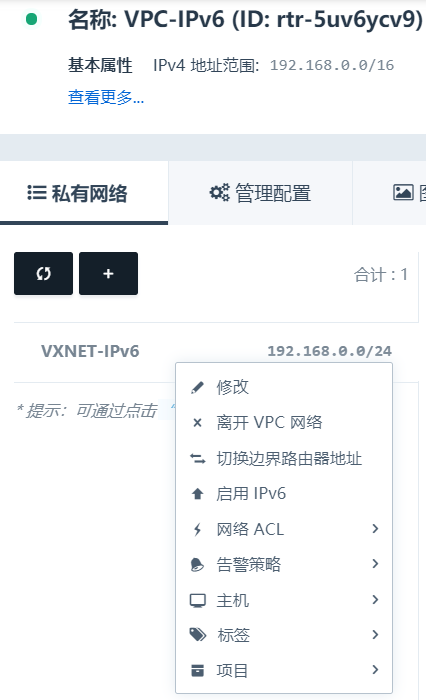 名称: VPC-IPv6 (ID: rtr-5uv6ycv9)
基本属性 IPv4 地址范围: 192.168.0.0/16
查看更多...
私有网络 管理配置
合计 : 1
VXNET-IPv6 192.168.0.0/24
* 提示：可通过点击 “
修改
离开 VPC 网络
切换边界路由器地址
启用 IPv6
网络 ACL
告警策略
主机
标签
项目